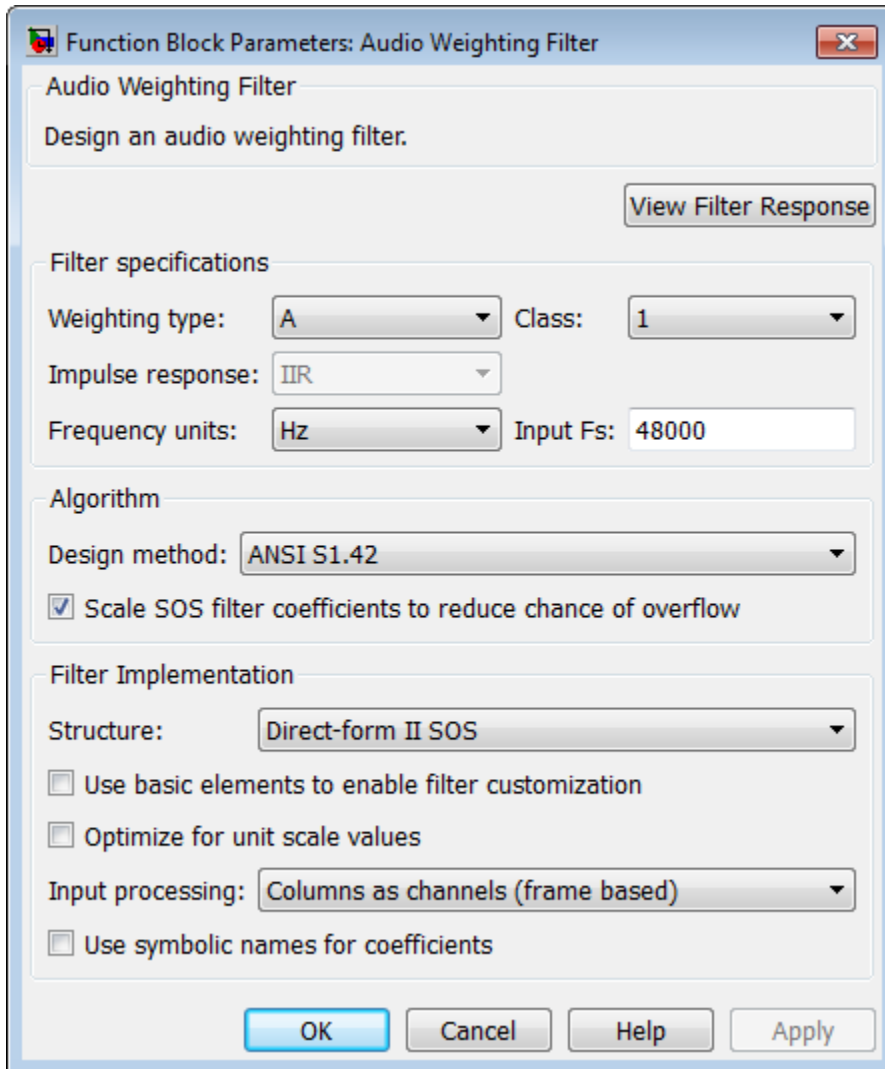 Function Block Parameters: Audio Weighting Filter
Audio Weighting Filter
Design an audio weighting filter.
View Filter Response
Filter specifications
Weighting type: A Class: 1
Impulse response: IIR
Frequency units: Hz Input Fs: 48000
Algorithm
Design method: ANSI S1.42
Scale SOS filter coefficients to reduce chance of overflow
Filter Implementation
Structure: Direct-form II SOS
Use basic elements to enable filter customization
Optimize for unit scale values
Input processing: Columns as channels (frame based)
Use symbolic names for coefficients
OK Cancel Help Apply